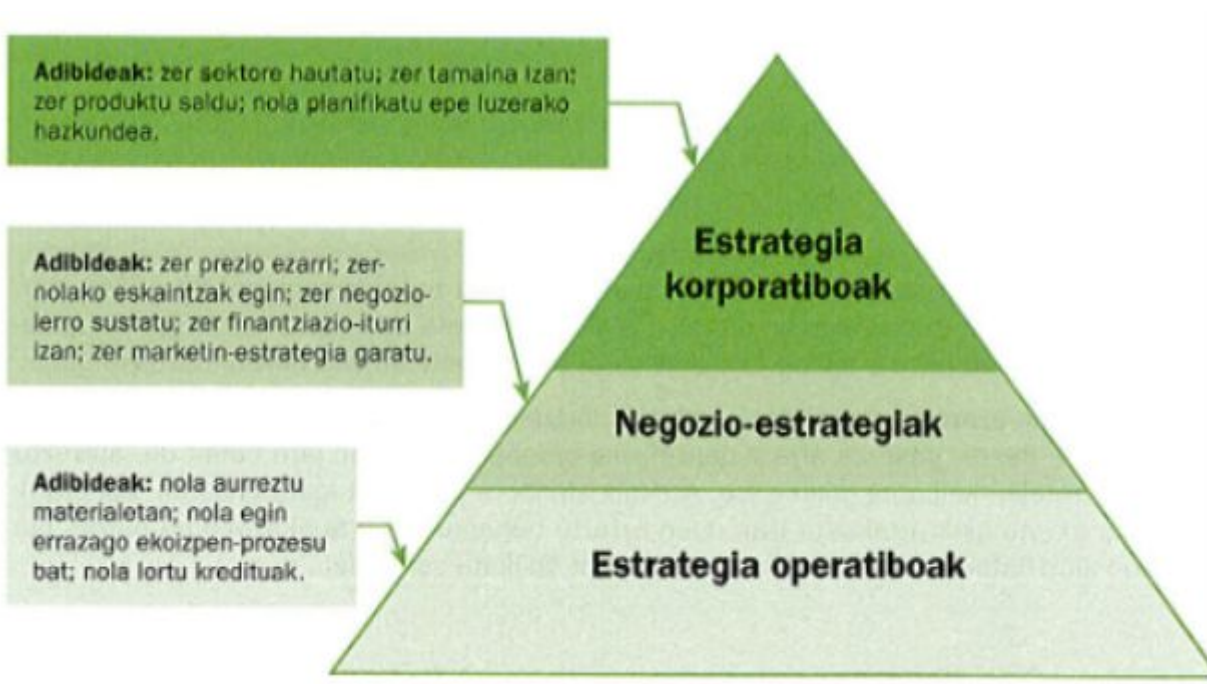 Adibideak: zer sektore hautatu; zer tamaina izan;
zer produktu saldu; nola planifikatu epe luzerako
hazkundea.
Estrategia
korporatiboak
Adibideak: zer prezio ezarri; zer-
nolako eskaintzak egin; zer negozio-
lerro sustatu; zer finantziazio-iturri
izan; zer marketin-estrategia garatu.
Negozio-estrategiak
Adibideak: nola aurreztu
materialetan; nola egin
errazago ekoizpen-prozesu
bat; nola lortu kredituak.
Estrategia operatiboak